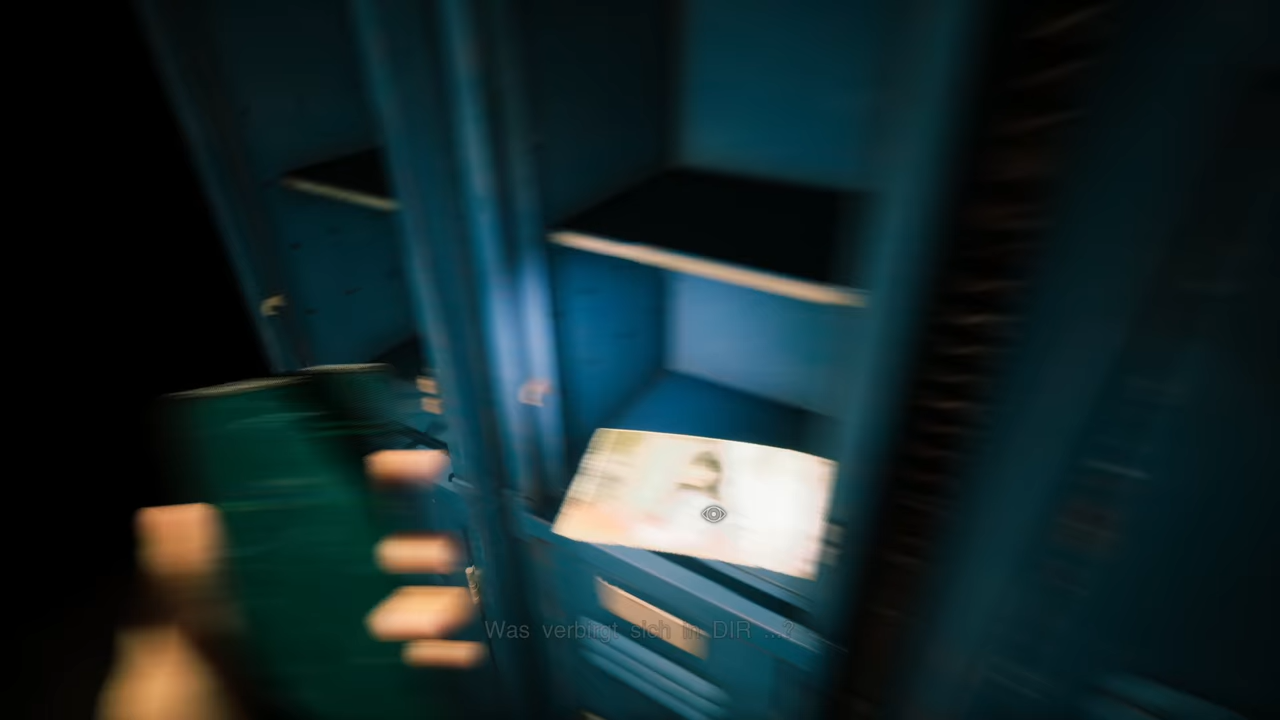 Was verbirgt sich in DIR ...?